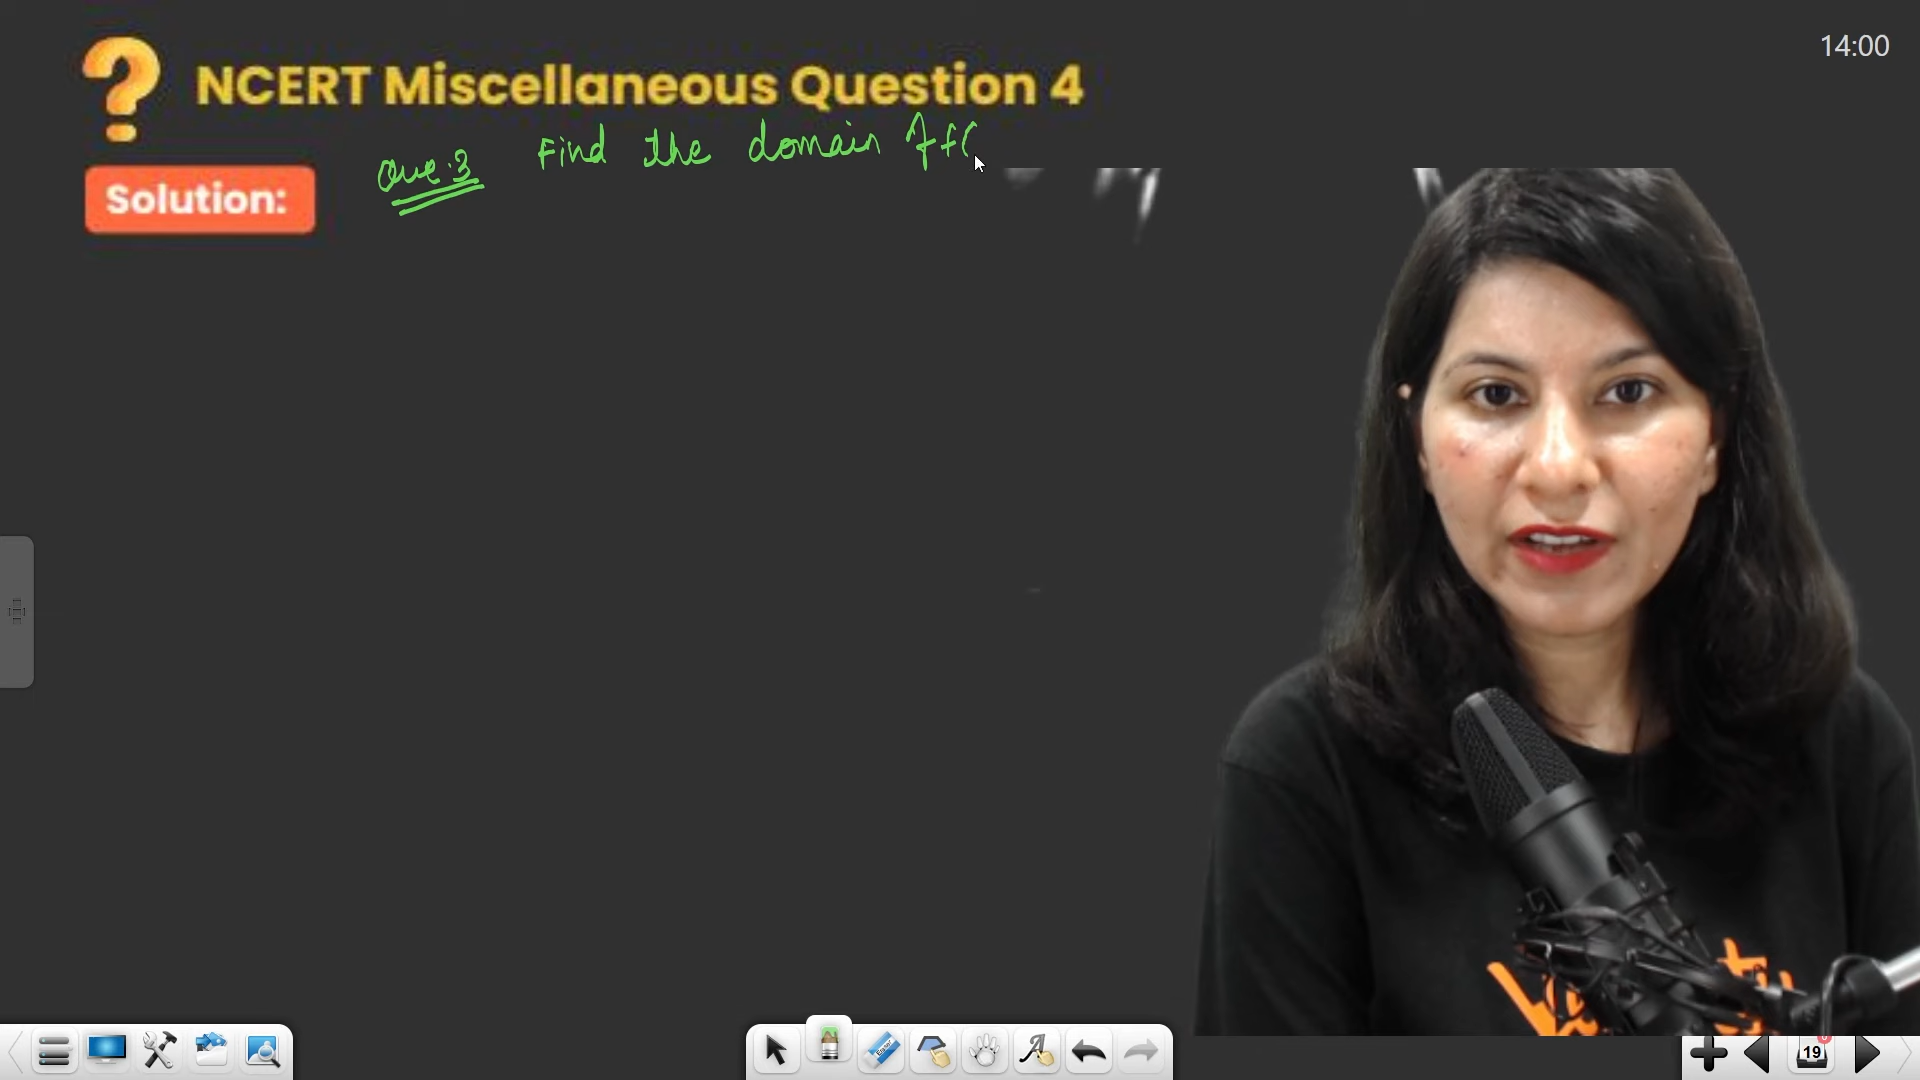 14:00
NCERT Miscellaneous Question 4
Que.3 Find the domain of f(
Solution:
19